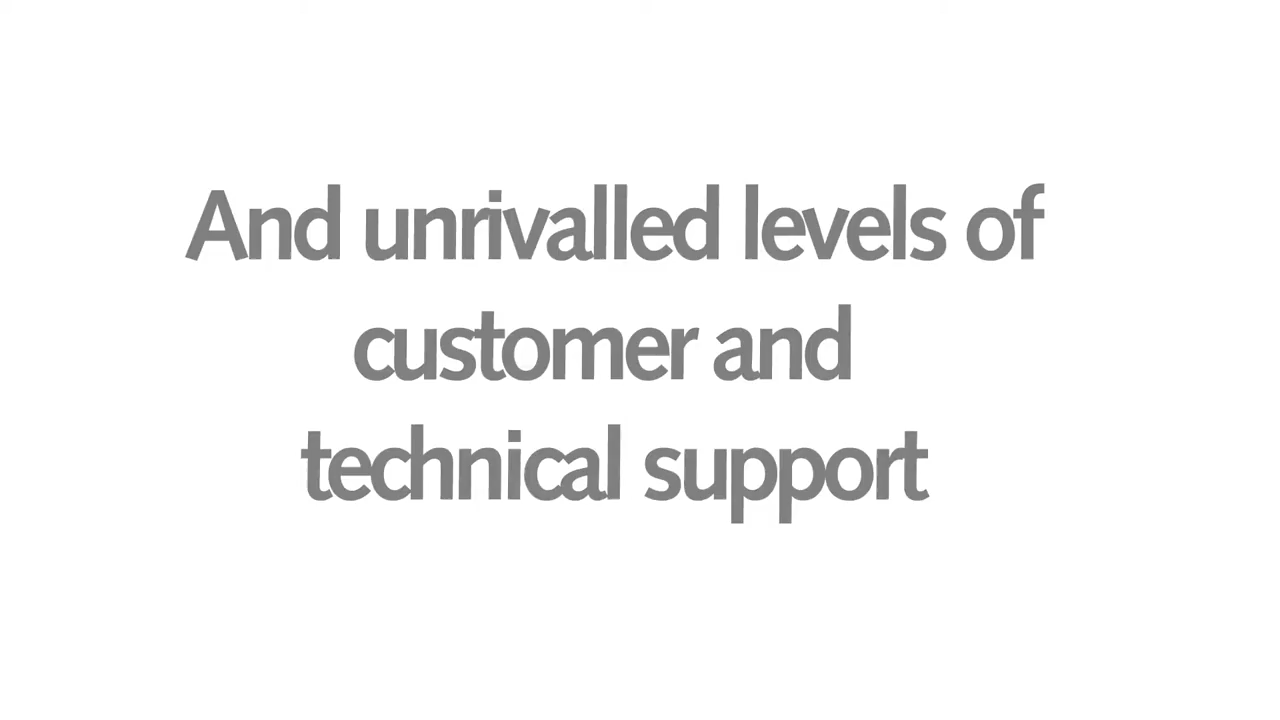 And unrivalled levels of
customer and
technical support